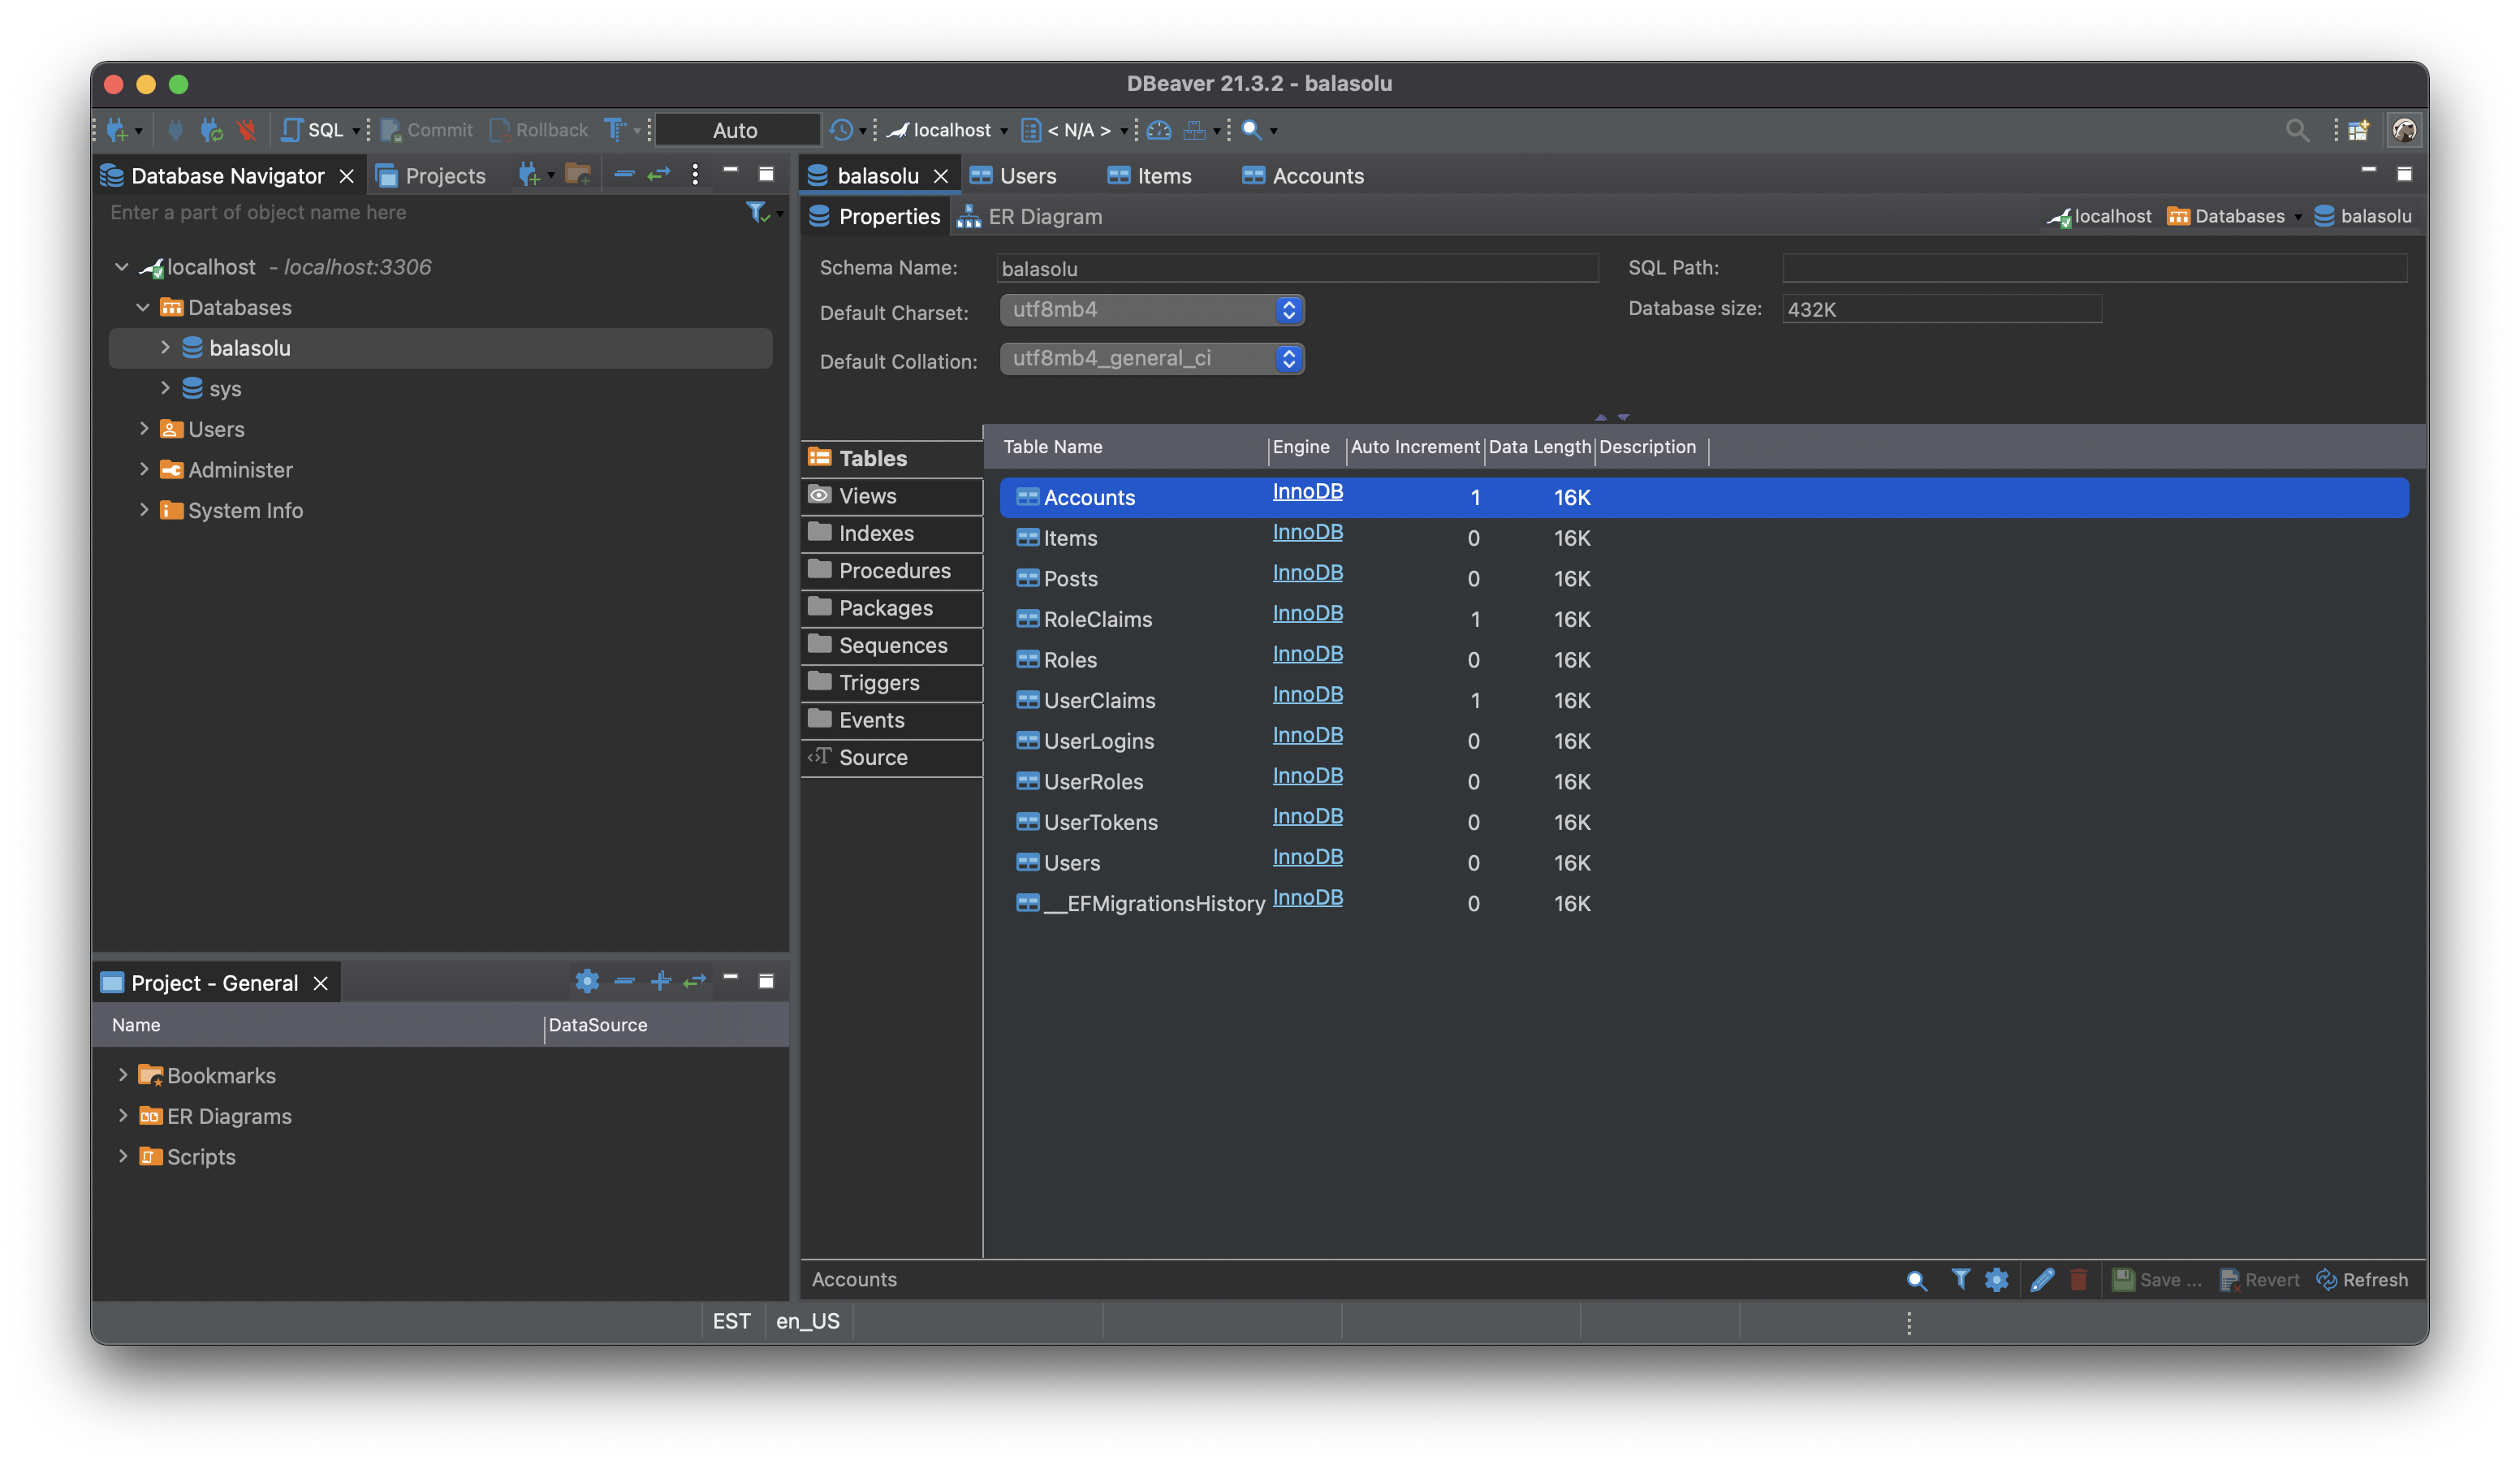 DBeaver 21.3.2 - balasolu
SQL Commit Rollback Auto localhost < N/A >
Database Navigator Projects
Enter a part of object name here
localhost - localhost:3306
Databases
balasolu
sys
Users
Administer
System Info
Project - General
Name DataSource
Bookmarks
ER Diagrams
Scripts
balasolu Users Items Accounts
Properties ER Diagram localhost Databases balasolu
Schema Name: balasolu SQL Path:
Default Charset: utf8mb4 Database size: 432K
Default Collation: utf8mb4_general_ci
Tables
Views
Indexes
Procedures
Packages
Sequences
Triggers
Events
Source
Table Name Engine Auto Increment Data Length Description
Accounts InnoDB 1 16K
Items InnoDB 0 16K
Posts InnoDB 0 16K
RoleClaims InnoDB 1 16K
Roles InnoDB 0 16K
UserClaims InnoDB 1 16K
UserLogins InnoDB 0 16K
UserRoles InnoDB 0 16K
UserTokens InnoDB 0 16K
Users InnoDB 0 16K
__EFMigrationsHistory InnoDB 0 16K
Accounts Save ... Revert Refresh
EST en_US